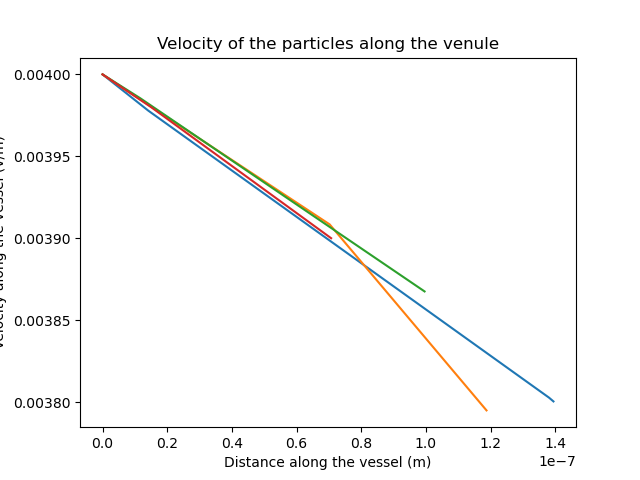 Velocity of the particles along the venule
0.00400
0.00395
0.00390
0.00385
0.00380
along the vessel
0.0 0.2 0.4 0.6 0.8 1.0 1.2 1.4
1e−7
Distance along the vessel (m)